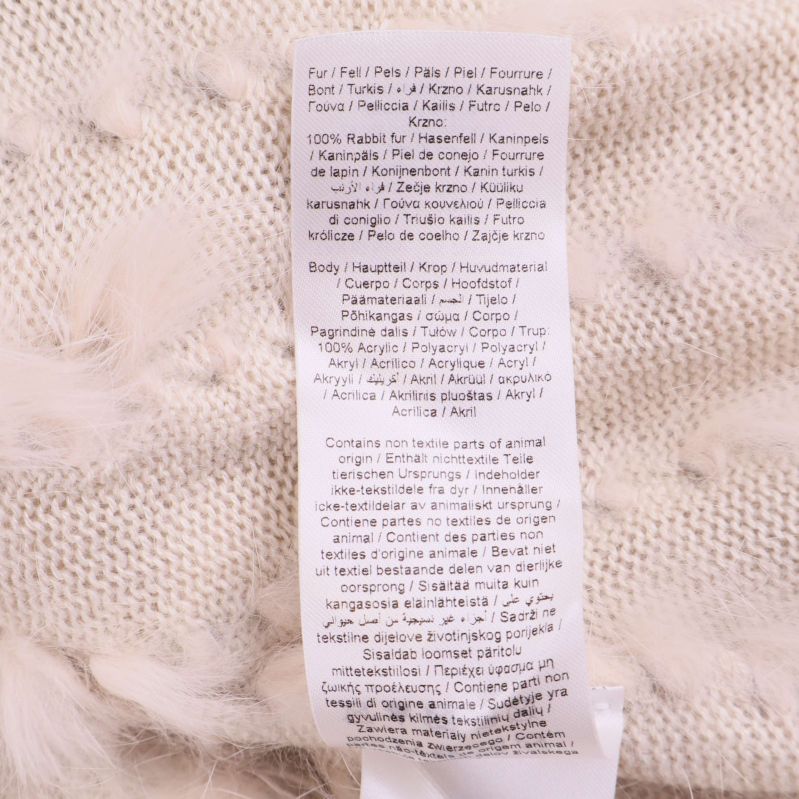 Fur / Fell / Pels / Päls / Piel / Fourrure /
Bont / Turkis / فراء / Krzno / Karusnahk /
Γούνα / Pelliccia / Kailis / Futro / Pelo /
Krzno:
100% Rabbit fur / Hasenfell / Kaninpels
/ Kaninpäls / Piel de conejo / Fourrure
de lapin / Konijnenbont / Kanin turkis /
فراء الأرنب / Zečje krzno / Küüliku
karusnahk / Γούνα κουνελιού / Pelliccia
di coniglio / Triušio kailis / Futro
królicze / Pelo de coelho / Zajčje krzno
Body / Hauptteil / Krop / Huvudmaterial
/ Cuerpo / Corps / Hoofdstof /
Päämateriaali / الجسم / Tijelo /
Põhikangas / σώμα / Corpo /
Pagrindinė dalis / Tułów / Corpo / Trup:
100% Acrylic / Polyacryl / Polyacryl /
Akryl / Acrílico / Acrylique / Acryl /
Akryyli / أكريليك / Akril / Akrüül / ακρυλικό
/ Acrilica / Akrilinis pluoštas / Akryl /
Acrílica / Akril
Contains non textile parts of animal
origin / Enthält nichttextile Teile
tierischen Ursprungs / Indeholder
ikke-tekstildele fra dyr / Innenåller
icke-textildelar av animaliskt ursprung /
Contiene partes no textiles de origen
animal / Contient des parties non
textiles d'origine animale / Bevat niet
uit textiel bestaande delen van dierlijke
oorsprong / Sisältää muita kuin
kangasosia eläinlähteistä / يحتوي على
أجزاء غير نسيجية من أصل حيواني / Sadrži ne
tekstilne dijelove životinjskog porijekla /
Sisaldab loomset päritolu
mittetekstiilosi / Περιέχει ύφασμα μη
ζωικής προέλευσης / Contiene parti non
tessili di origine animale / Sudėtyje yra
gyvulinės kilmės tekstilinių dalių /
Zawiera materiały nietekstylne
pochodzenia zwierzęcego / Contém
partes não-têxteis de origem animal /
delov živalskega